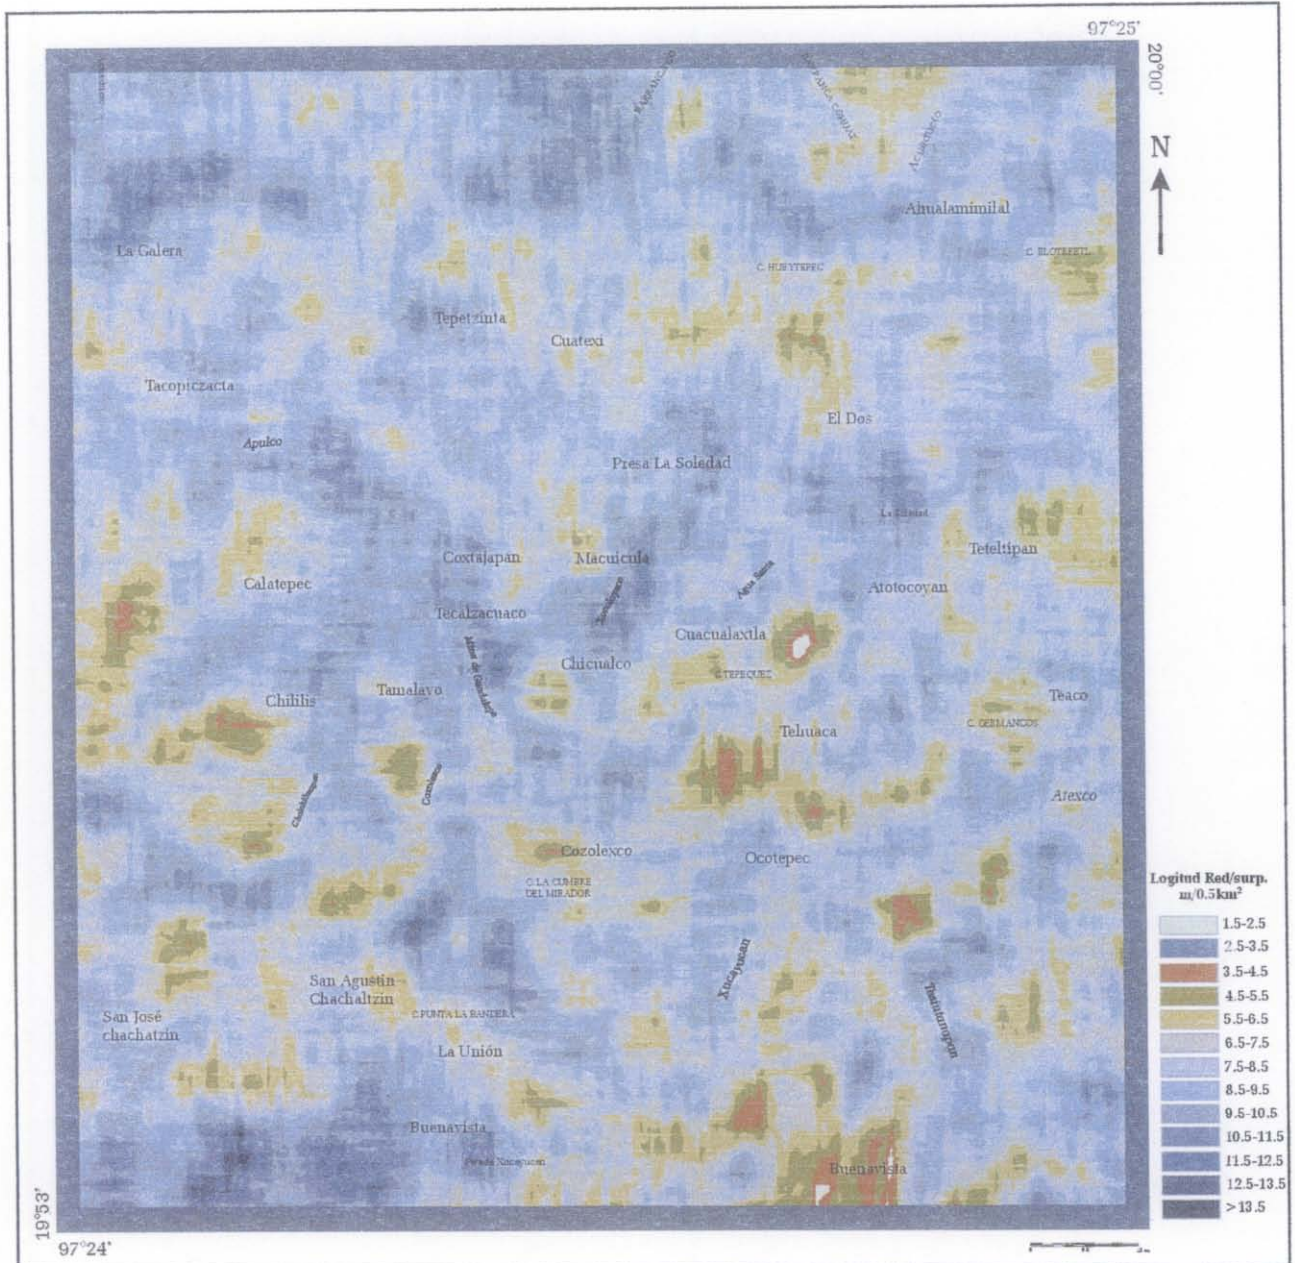 97°25'
20°00'
N
Ahualamimilal
La Galera
C. HUEYTEPEC
Tepetzinta
Cuatexi
Tacopiczacta
El Dos
Apulco
Presa La Soledad
Coxtajapan
Macuicula
Teteltipan
Calatepec
Agua Santa
Atotocoyan
Tecalzacuaco
Cuacualaxtla
Chicualco
C. TEPEQUEZ
Tamalayo
Chililis
Teaco
C. GERMANGOS
Tehuaca
Atexco
Cozolexco
Ocotepec
C. LA CUMBRE
DEL MIRADOR
Xucayucan
San Agustin
Chachaltzin
C. PUNTA LA BANDERA
San José
chachatzin
La Unión
Buenavista
Buenavista
Logitud Red/surp.
m/0.5km²
1.5-2.5
2.5-3.5
3.5-4.5
4.5-5.5
5.5-6.5
6.5-7.5
7.5-8.5
8.5-9.5
9.5-10.5
10.5-11.5
11.5-12.5
12.5-13.5
>13.5
19°53'
97°24'